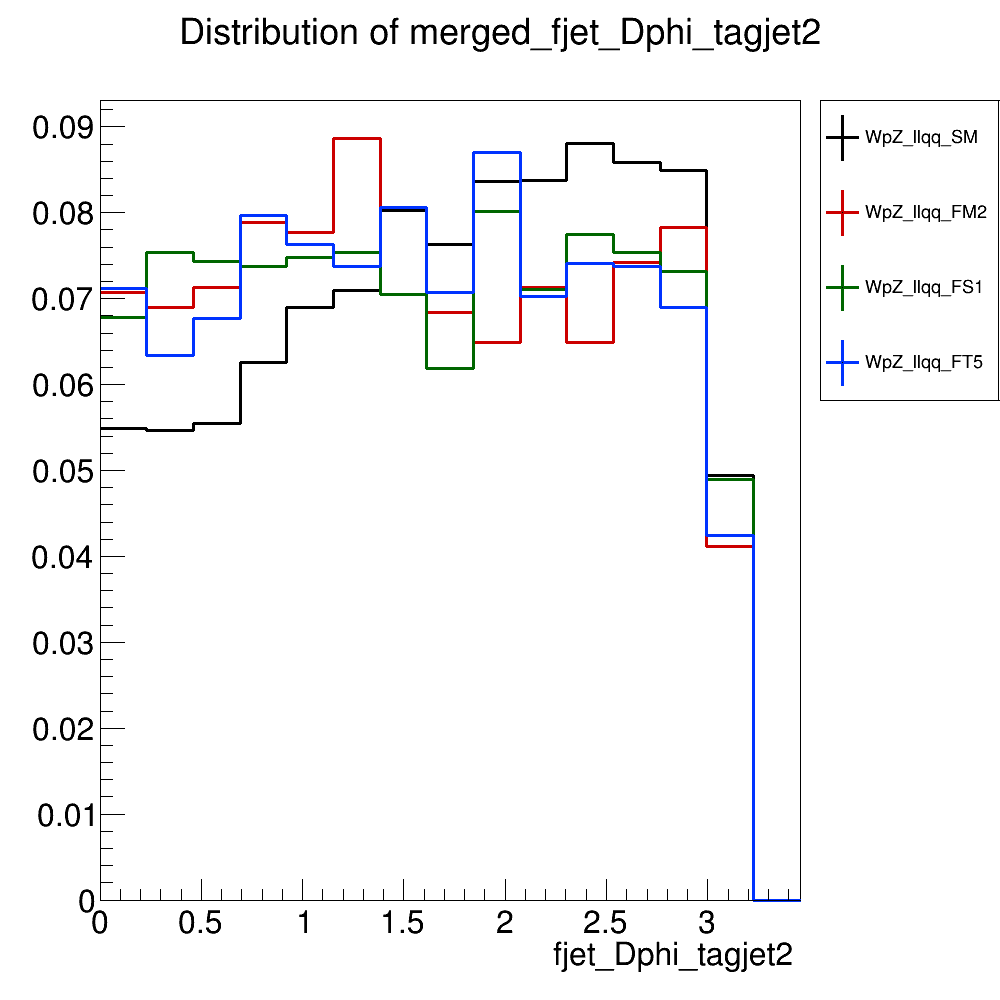 Distribution of merged_fjet_Dphi_tagjet2
0.09
0.08
0.07
0.06
0.05
0.04
0.03
0.02
0.01
0
0 0.5 1 1.5 2 2.5 3
fjet_Dphi_tagjet2
WpZ_llqq_SM
WpZ_llqq_FM2
WpZ_llqq_FS1
WpZ_llqq_FT5